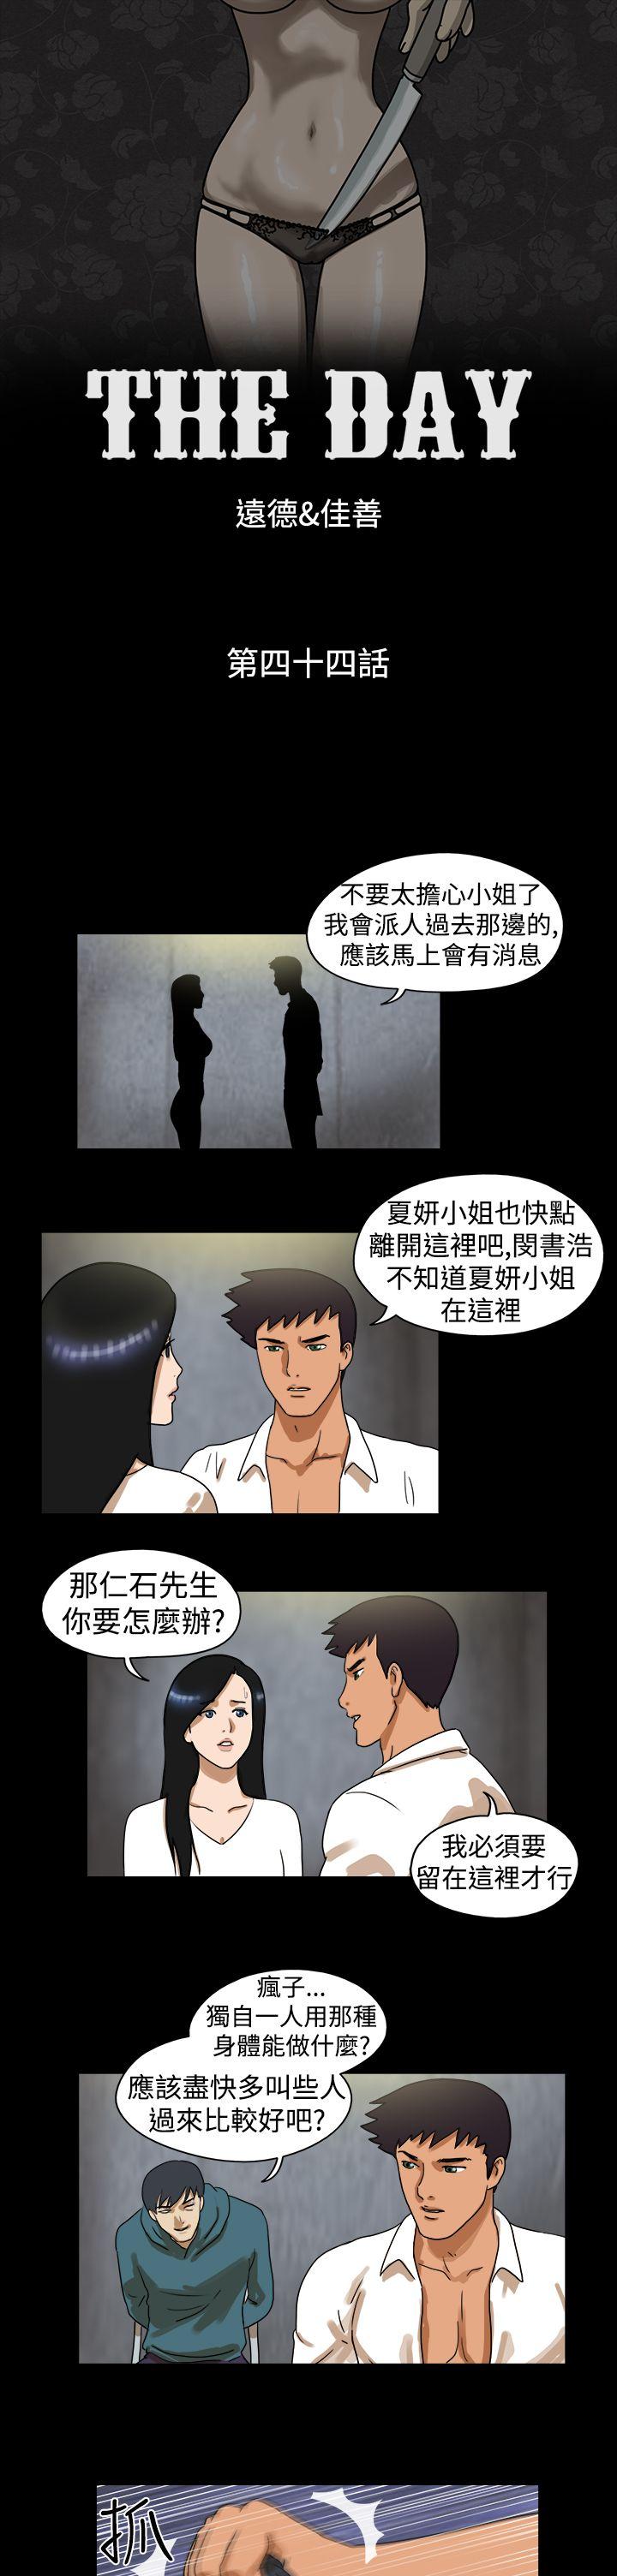 THE DAY
遠德&佳善
第四十四話
不要太擔心小姐了
我會派人過去那邊的,
應該馬上會有消息
夏妍小姐也快點
離開這裡吧,閔書浩
不知道夏妍小姐
在這裡
那仁石先生
你要怎麼辦?
我必須要
留在這裡才行
瘋子...
獨自一人用那種
身體能做什麼?
應該盡快多叫些人
過來比較好吧?
抓